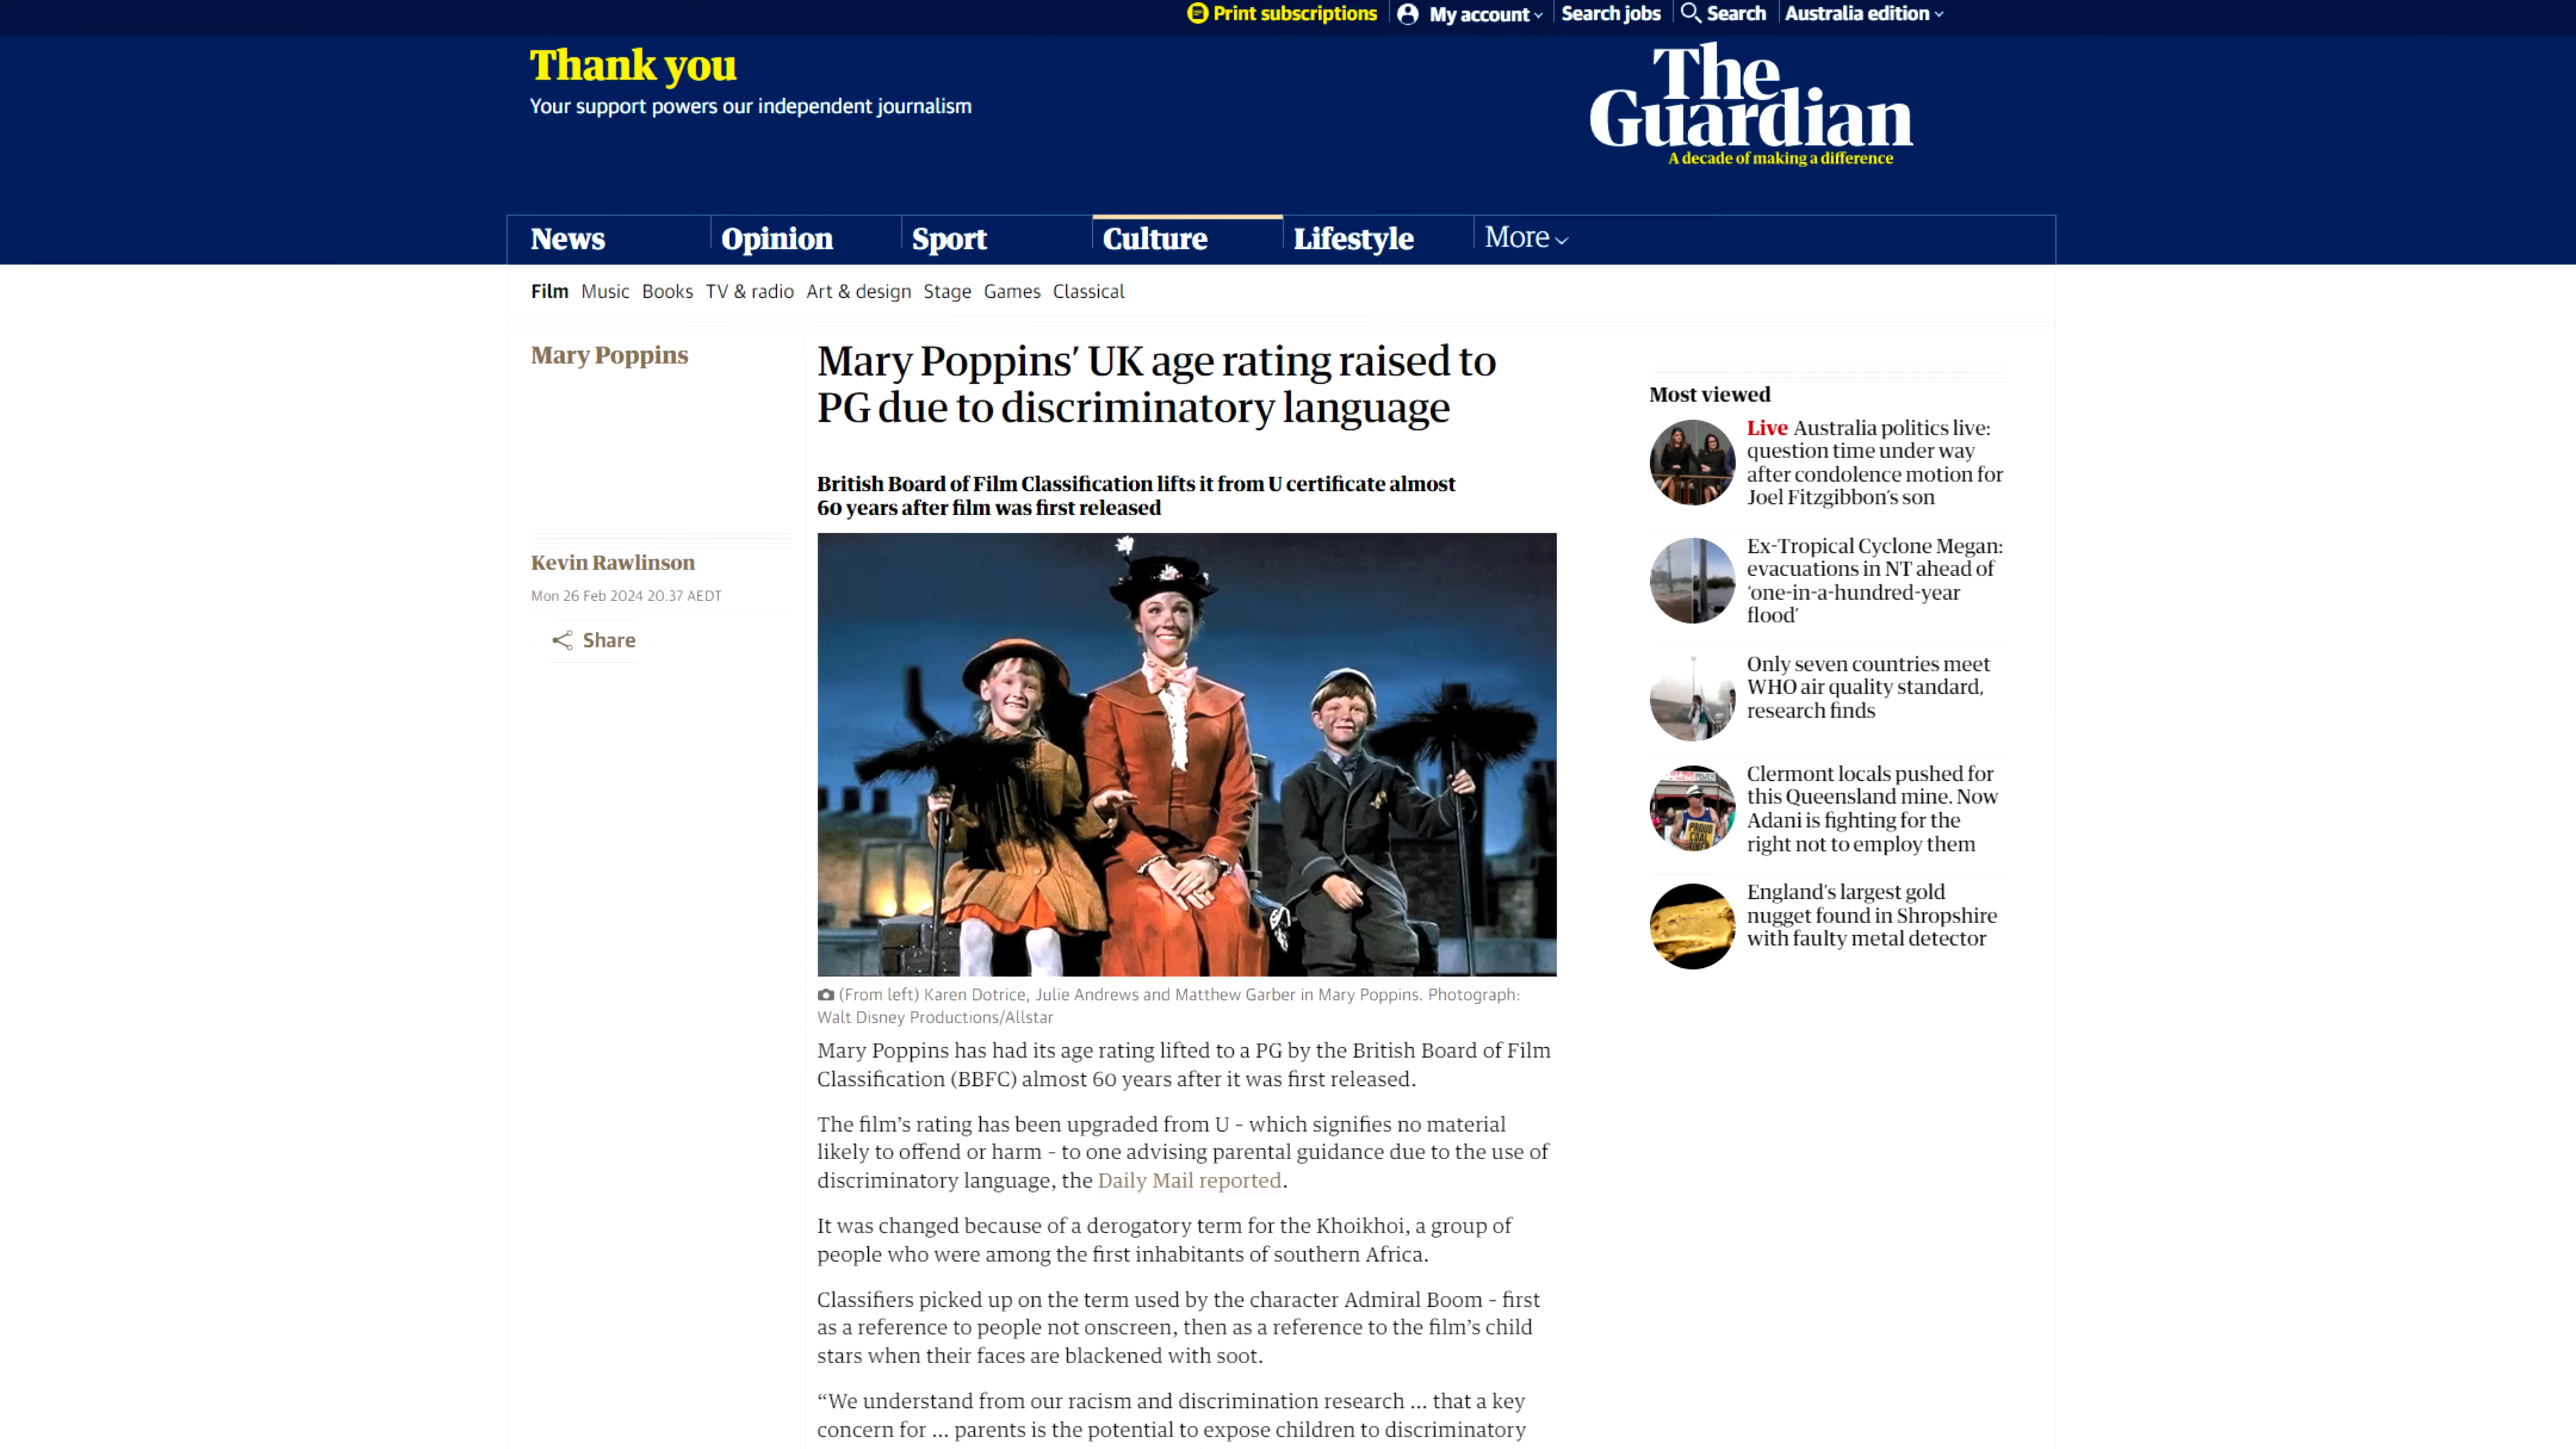 Print subscriptions
My account
Search jobs
Search
Australia edition
Thank you
Your support powers our independent journalism
The
Guardian
A decade of making a difference
News
Opinion
Sport
Culture
Lifestyle
More
Film Music Books TV & radio Art & design Stage Games Classical
Mary Poppins
Mary Poppins’ UK age rating raised to
PG due to discriminatory language
British Board of Film Classification lifts it from U certificate almost
60 years after film was first released
Kevin Rawlinson
Mon 26 Feb 2024 20.37 AEDT
Share
(From left) Karen Dotrice, Julie Andrews and Matthew Garber in Mary Poppins. Photograph:
Walt Disney Productions/Allstar
Mary Poppins has had its age rating lifted to a PG by the British Board of Film
Classification (BBFC) almost 60 years after it was first released.
The film’s rating has been upgraded from U - which signifies no material
likely to offend or harm - to one advising parental guidance due to the use of
discriminatory language, the Daily Mail reported.
It was changed because of a derogatory term for the Khoikhoi, a group of
people who were among the first inhabitants of southern Africa.
Classifiers picked up on the term used by the character Admiral Boom - first
as a reference to people not onscreen, then as a reference to the film’s child
stars when their faces are blackened with soot.
“We understand from our racism and discrimination research … that a key
concern for … parents is the potential to expose children to discriminatory
Most viewed
Live Australia politics live:
question time under way
after condolence motion for
Joel Fitzgibbon’s son
Ex-Tropical Cyclone Megan:
evacuations in NT ahead of
‘one-in-a-hundred-year
flood’
Only seven countries meet
WHO air quality standard,
research finds
Clermont locals pushed for
this Queensland mine. Now
Adani is fighting for the
right not to employ them
PROUD
COAL
MINER
England’s largest gold
nugget found in Shropshire
with faulty metal detector